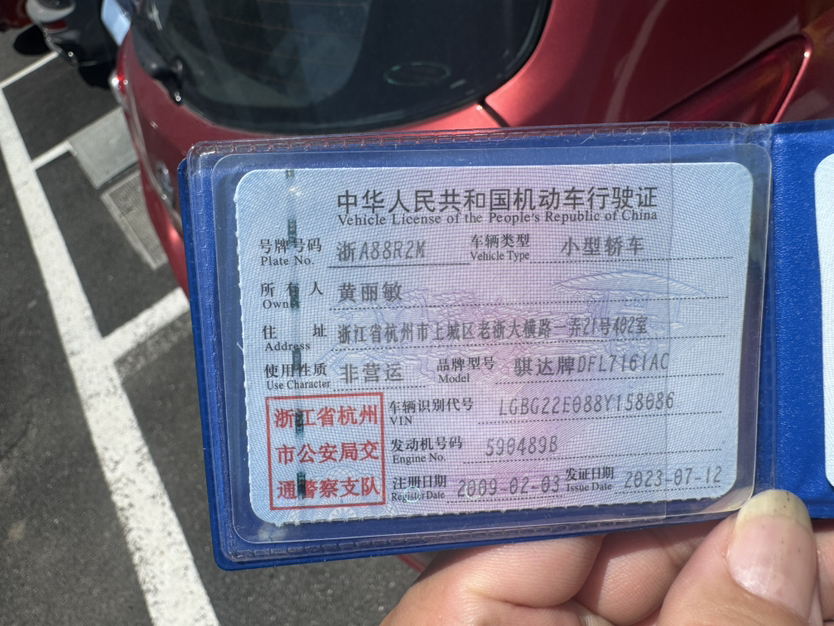 中华人民共和国机动车行驶证
Vehicle License of the People's Republic of China
号牌号码 浙A88R2M 车辆类型 小型轿车
Plate No. Vehicle Type
所有人 黄丽敏
Owner
住址 浙江省杭州市上城区老浙大横路一弄21号402室
Address
使用性质 非营运 品牌型号 骐达牌DFL7161AC
Use Character Model
浙江省杭州
市公安局交
通警察支队
车辆识别代号 LGBG22E088Y158086
VIN
发动机号码 590489B
Engine No.
注册日期 2009-02-03 发证日期 2023-07-12
Register Date Issue Date